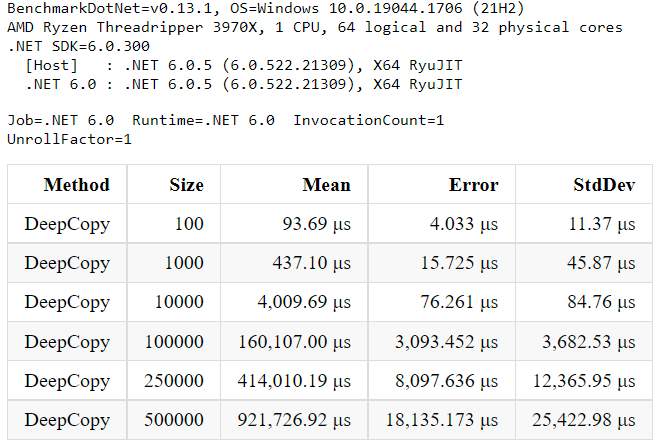 BenchmarkDotNet=v0.13.1, OS=Windows 10.0.19044.1706 (21H2)
AMD Ryzen Threadripper 3970X, 1 CPU, 64 logical and 32 physical cores
.NET SDK=6.0.300
  [Host]   : .NET 6.0.5 (6.0.522.21309), X64 RyuJIT
  .NET 6.0 : .NET 6.0.5 (6.0.522.21309), X64 RyuJIT
Job=.NET 6.0  Runtime=.NET 6.0  InvocationCount=1
UnrollFactor=1
Method Size Mean Error StdDev
DeepCopy 100 93.69 μs 4.033 μs 11.37 μs
DeepCopy 1000 437.10 μs 15.725 μs 45.87 μs
DeepCopy 10000 4,009.69 μs 76.261 μs 84.76 μs
DeepCopy 100000 160,107.00 μs 3,093.452 μs 3,682.53 μs
DeepCopy 250000 414,010.19 μs 8,097.636 μs 12,365.95 μs
DeepCopy 500000 921,726.92 μs 18,135.173 μs 25,422.98 μs